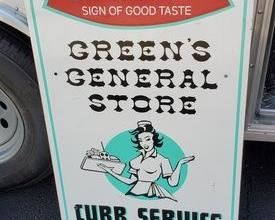 SIGN OF GOOD TASTE
GREEN'S
GENERAL
STORE
CURB SERVICE